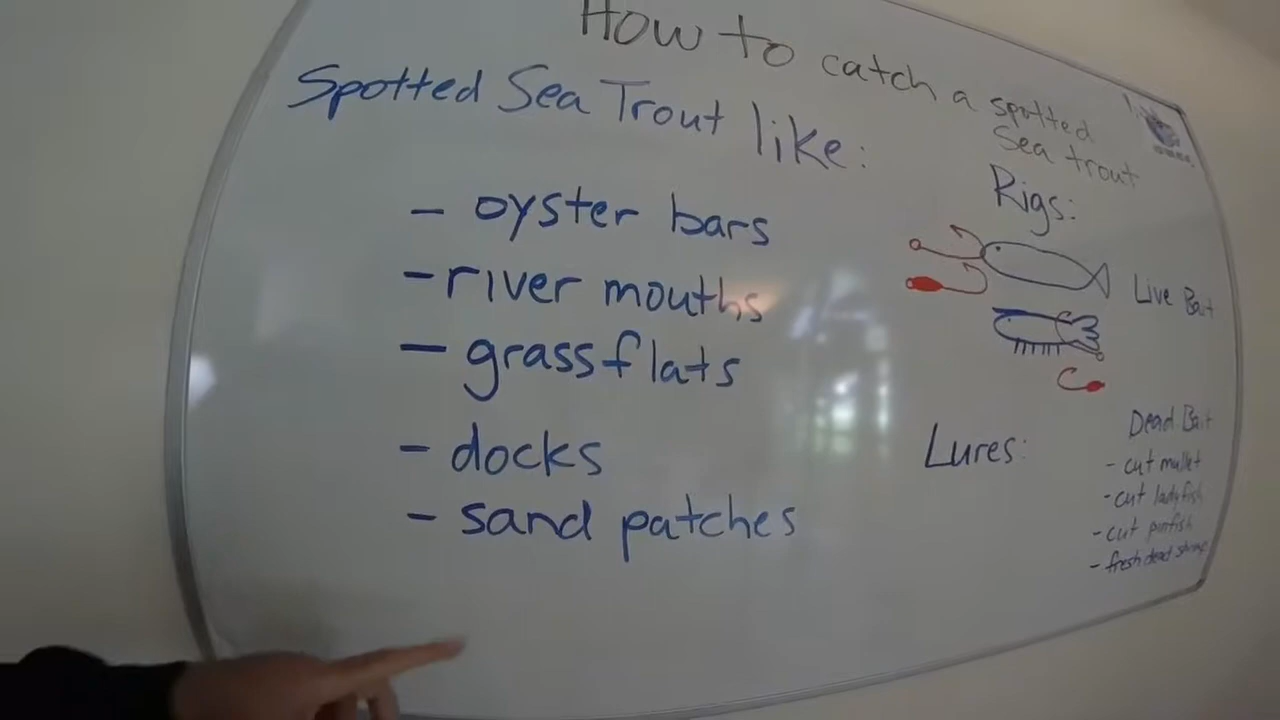 How to catch a spotted
Sea trout
Spotted Sea Trout like:
- oyster bars
- river mouths
- grassflats
- docks
- sand patches
Rigs:
Live Bait
Lures:
Dead Bait
- cut mullet
- cut ladyfish
- cut pinfish
- fresh dead shrimp